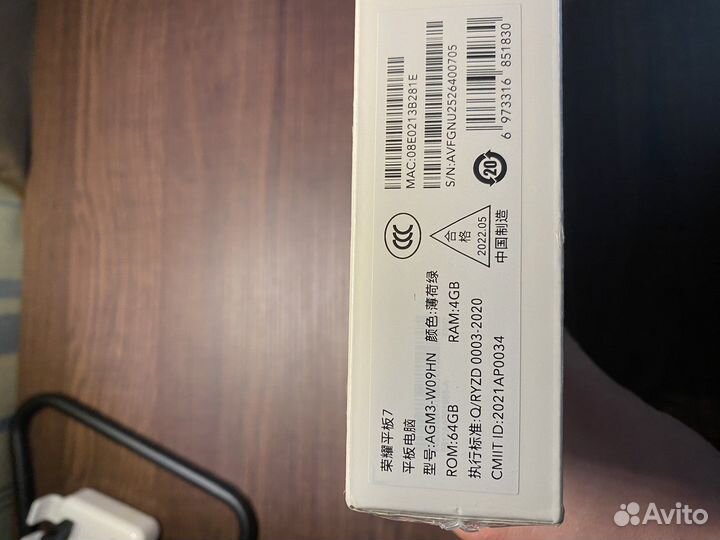 荣耀平板7
平板电脑
型号:AGM3-W09HN 颜色:薄荷绿
ROM:64GB RAM:4GB
执行标准:Q/RYZD 0003-2020
CMIIT ID:2021AP0034
CCC
合格
2022.05
中国制造
20
MAC:08E0213B281E
S/N:AVFGNU2526400705
6 973316 851830
Avito